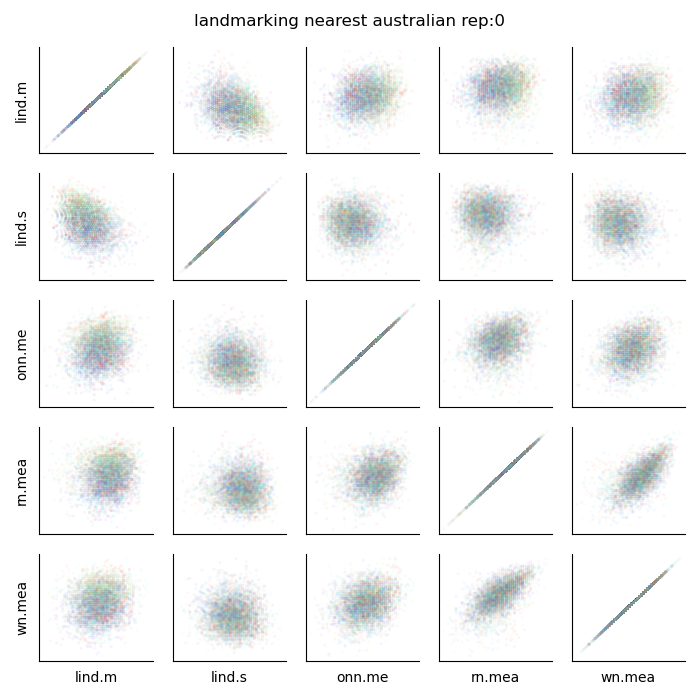 landmarking nearest australian rep:0
lind.m
lind.s
onn.me
m.mea
wn.mea
lind.m
lind.s
onn.me
rn.mea
wn.mea